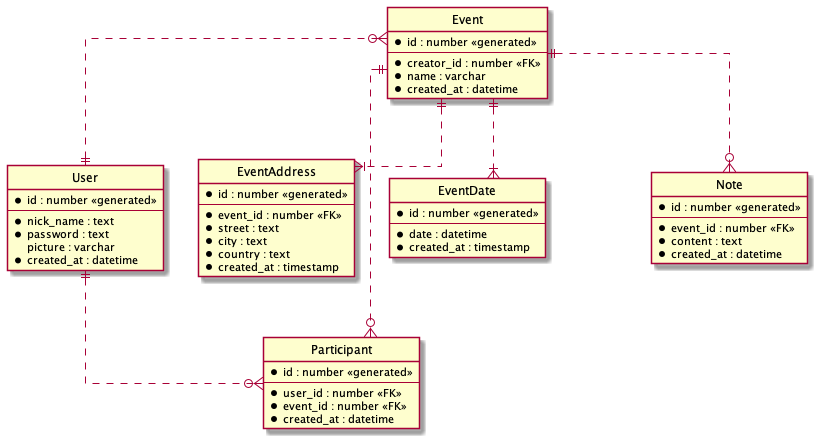 Event
id : number «generated»
creator_id : number «FK»
name : varchar
created_at : datetime
User
id : number «generated»
nick_name : text
password : text
picture : varchar
created_at : datetime
EventAddress
id : number «generated»
event_id : number «FK»
street : text
city : text
country : text
created_at : timestamp
EventDate
id : number «generated»
date : datetime
created_at : timestamp
Note
id : number «generated»
event_id : number «FK»
content : text
created_at : datetime
Participant
id : number «generated»
user_id : number «FK»
event_id : number «FK»
created_at : datetime